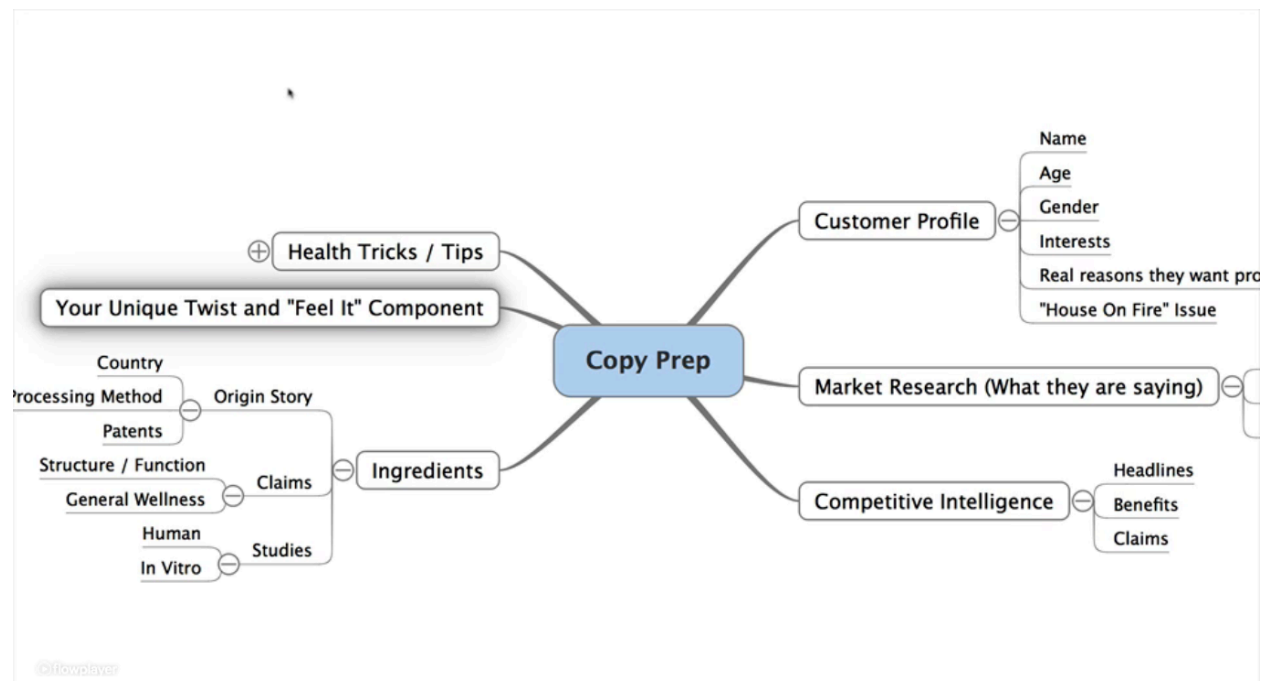 Copy Prep
Customer Profile
Name
Age
Gender
Interests
Real reasons they want
"House On Fire" Issue
Market Research (What they are saying)
Competitive Intelligence
Headlines
Benefits
Claims
Health Tricks / Tips
Your Unique Twist and "Feel It" Component
Ingredients
Origin Story
Country
Processing Method
Patents
Claims
Structure / Function
General Wellness
Studies
Human
In Vitro
flowplayer